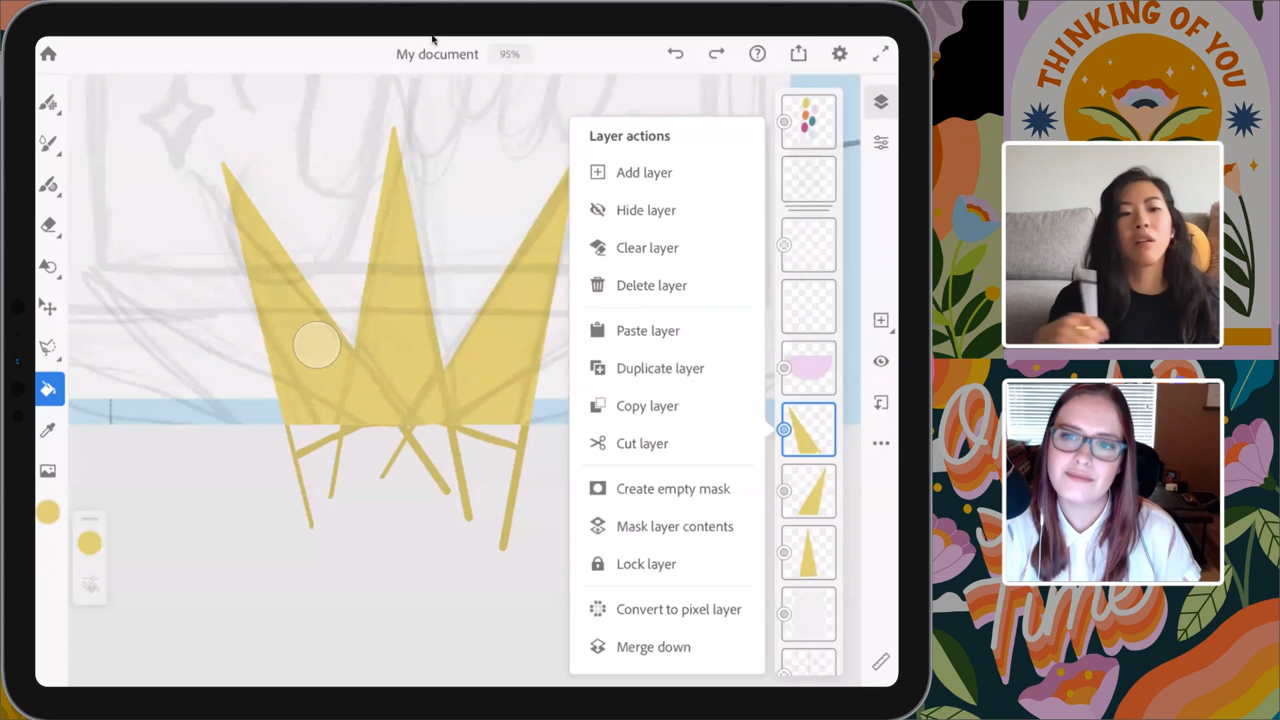 My document
95%
Layer actions
Add layer
Hide layer
Clear layer
Delete layer
Paste layer
Duplicate layer
Copy layer
Cut layer
Create empty mask
Mask layer contents
Lock layer
Convert to pixel layer
Merge down
THINKING OF YOU
Time